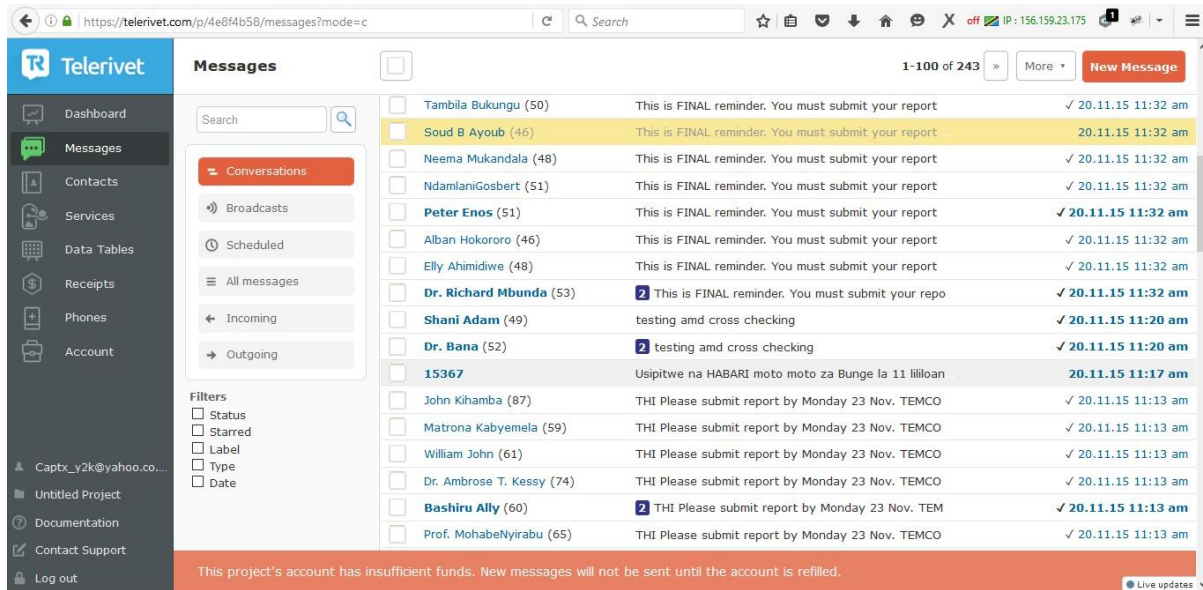 https://telerivet.com/p/4e8f4b58/messages?mode=c
Search
off IP : 156.159.23.175
1
Telerivet
Dashboard
Messages
Contacts
Services
Data Tables
Receipts
Phones
Account
Captx_y2k@yahoo.co....
Untitled Project
Documentation
Contact Support
Log out
Messages
1-100 of 243 »
More
New Message
Search
Conversations
Broadcasts
Scheduled
All messages
Incoming
Outgoing
Filters
Status
Starred
Label
Type
Date
Tambila Bukungu (50) This is FINAL reminder. You must submit your report ✓ 20.11.15 11:32 am
Soud B Ayoub (46) This is FINAL reminder. You must submit your report ... 20.11.15 11:32 am
Neema Mukandala (48) This is FINAL reminder. You must submit your report ✓ 20.11.15 11:32 am
NdamlaniGosbert (51) This is FINAL reminder. You must submit your report ✓ 20.11.15 11:32 am
Peter Enos (51) This is FINAL reminder. You must submit your report ✓ 20.11.15 11:32 am
Alban Hokororo (46) This is FINAL reminder. You must submit your report ✓ 20.11.15 11:32 am
Elly Ahimidiwe (48) This is FINAL reminder. You must submit your report ✓ 20.11.15 11:32 am
Dr. Richard Mbunda (53) 2 This is FINAL reminder. You must submit your repo ✓ 20.11.15 11:32 am
Shani Adam (49) testing amd cross checking ✓ 20.11.15 11:20 am
Dr. Bana (52) 2 testing amd cross checking ✓ 20.11.15 11:20 am
15367 Usipitwe na HABARI moto moto za Bunge la 11 lililoan 20.11.15 11:17 am
John Kihamba (87) THI Please submit report by Monday 23 Nov. TEMCO ✓ 20.11.15 11:13 am
Matrona Kabyemela (59) THI Please submit report by Monday 23 Nov. TEMCO ✓ 20.11.15 11:13 am
William John (61) THI Please submit report by Monday 23 Nov. TEMCO ✓ 20.11.15 11:13 am
Dr. Ambrose T. Kessy (74) THI Please submit report by Monday 23 Nov. TEMCO ✓ 20.11.15 11:13 am
Bashiru Ally (60) 2 THI Please submit report by Monday 23 Nov. TEM ✓ 20.11.15 11:13 am
Prof. MohabeNyirabu (65) THI Please submit report by Monday 23 Nov. TEMCO ✓ 20.11.15 11:13 am
This project's account has insufficient funds. New messages will not be sent until the account is refilled.
Live updates